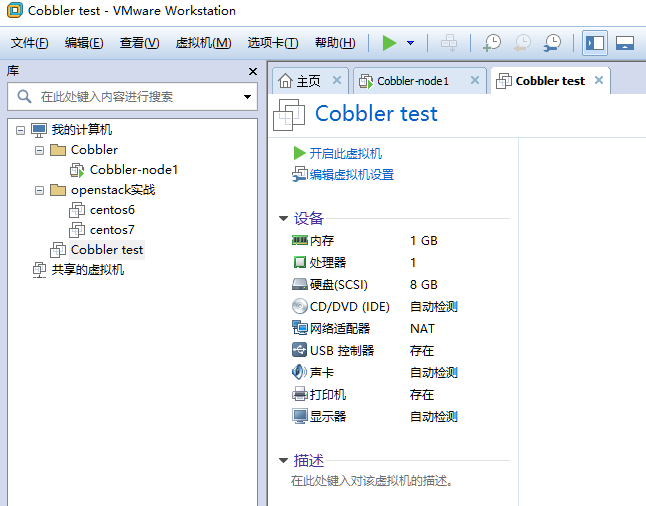 Cobbler test - VMware Workstation
文件(F) 编辑(E) 查看(V) 虚拟机(M) 选项卡(T) 帮助(H)
库
在此处键入内容进行搜索
我的计算机
Cobbler
Cobbler-node1
openstack实战
centos6
centos7
Cobbler test
共享的虚拟机
主页 Cobbler-node1 Cobbler test
Cobbler test
开启此虚拟机
编辑虚拟机设置
设备
内存 1 GB
处理器 1
硬盘(SCSI) 8 GB
CD/DVD (IDE) 自动检测
网络适配器 NAT
USB 控制器 存在
声卡 自动检测
打印机 存在
显示器 自动检测
描述
在此处键入对该虚拟机的描述。